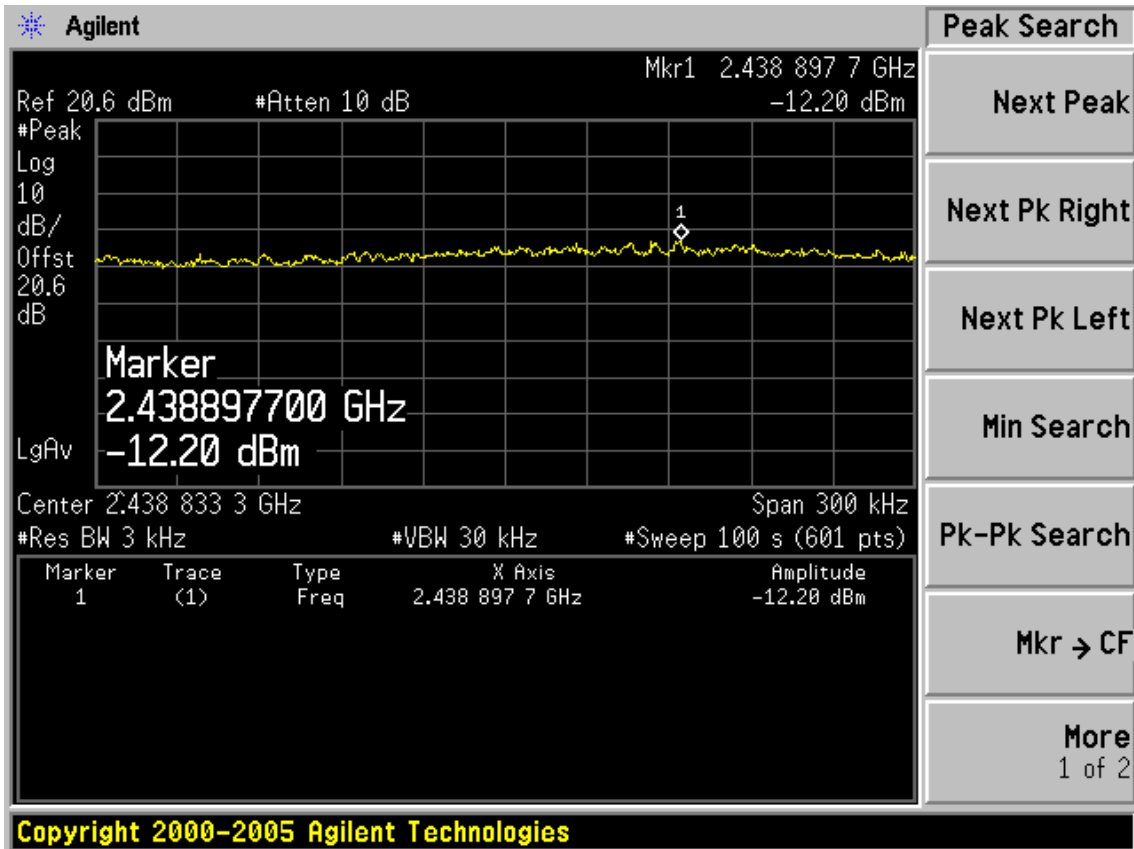 Agilent
Peak Search
Mkr1 2.438 897 7 GHz
Ref 20.6 dBm #Atten 10 dB -12.20 dBm
#Peak
Log
10
dB/
Offst
20.6
dB
1
Marker
2.438897700 GHz
-12.20 dBm
LgAv
Center 2.438 833 3 GHz Span 300 kHz
#Res BW 3 kHz #VBW 30 kHz #Sweep 100 s (601 pts)
Marker Trace Type X Axis Amplitude
1 (1) Freq 2.438 897 7 GHz -12.20 dBm
Next Peak
Next Pk Right
Next Pk Left
Min Search
Pk-Pk Search
Mkr → CF
More
1 of 2
Copyright 2000-2005 Agilent Technologies